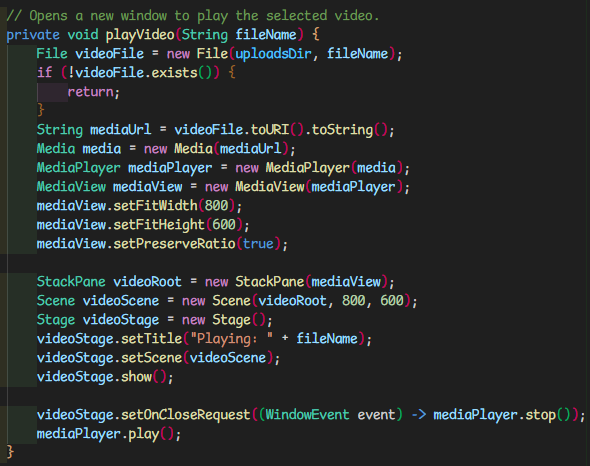 // Opens a new window to play the selected video.
private void playVideo(String fileName) {
    File videoFile = new File(uploadsDir, fileName);
    if (!videoFile.exists()) {
        return;
    }
    String mediaUrl = videoFile.toURI().toString();
    Media media = new Media(mediaUrl);
    MediaPlayer mediaPlayer = new MediaPlayer(media);
    MediaView mediaView = new MediaView(mediaPlayer);
    mediaView.setFitWidth(800);
    mediaView.setFitHeight(600);
    mediaView.setPreserveRatio(true);

    StackPane videoRoot = new StackPane(mediaView);
    Scene videoScene = new Scene(videoRoot, 800, 600);
    Stage videoStage = new Stage();
    videoStage.setTitle("Playing: " + fileName);
    videoStage.setScene(videoScene);
    videoStage.show();

    videoStage.setOnCloseRequest((WindowEvent event) -> mediaPlayer.stop());
    mediaPlayer.play();
}